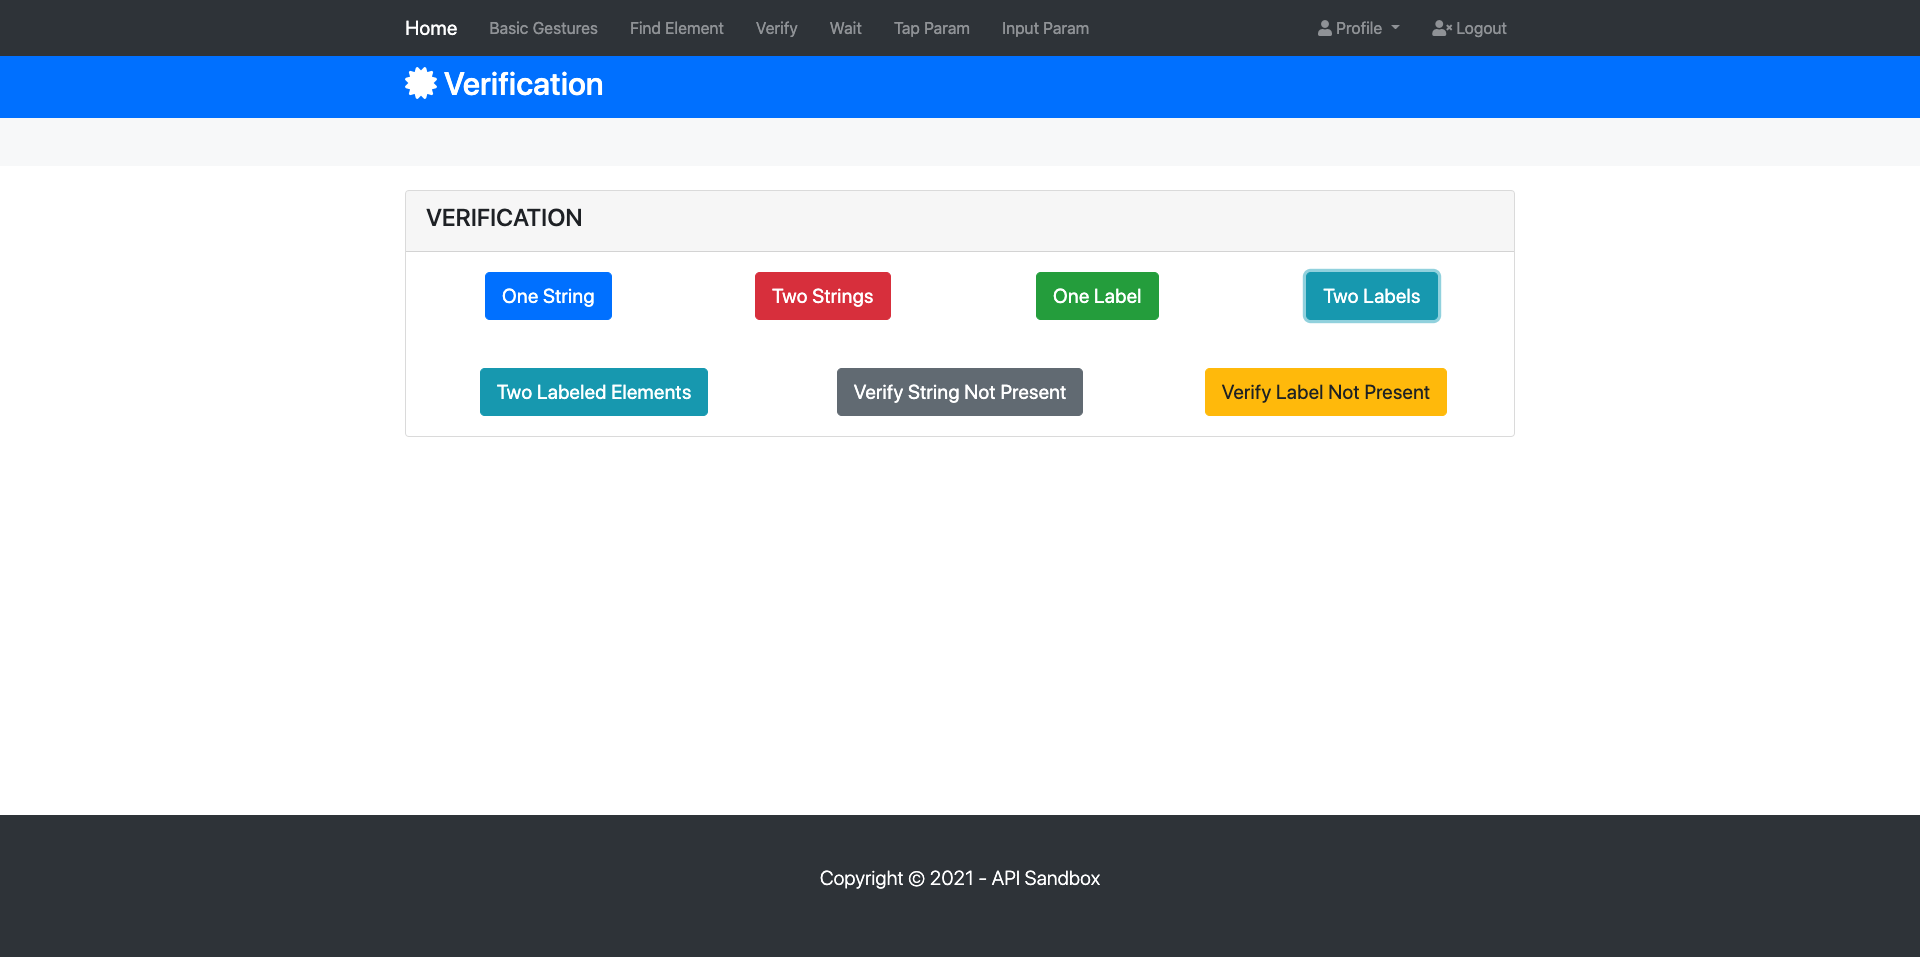 Home Basic Gestures Find Element Verify Wait Tap Param Input Param Profile Logout
Verification
VERIFICATION
One String Two Strings One Label Two Labels
Two Labeled Elements Verify String Not Present Verify Label Not Present
Copyright © 2021 - API Sandbox